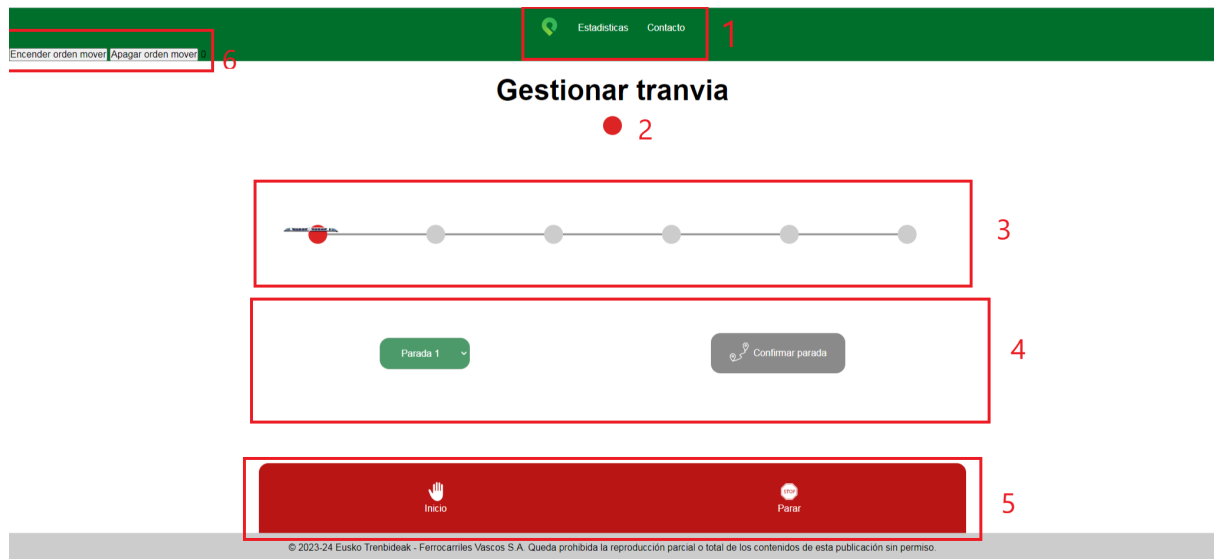 Estadisticas Contacto 1
Encender orden mover Apagar orden mover 0 6
Gestionar tranvia
2
3
Parada 1 Confirmar parada 4
STOP
Inicio Parar 5
© 2023-24 Eusko Trenbideak - Ferrocarriles Vascos S.A. Queda prohibida la reproducción parcial o total de los contenidos de esta publicación sin permiso.